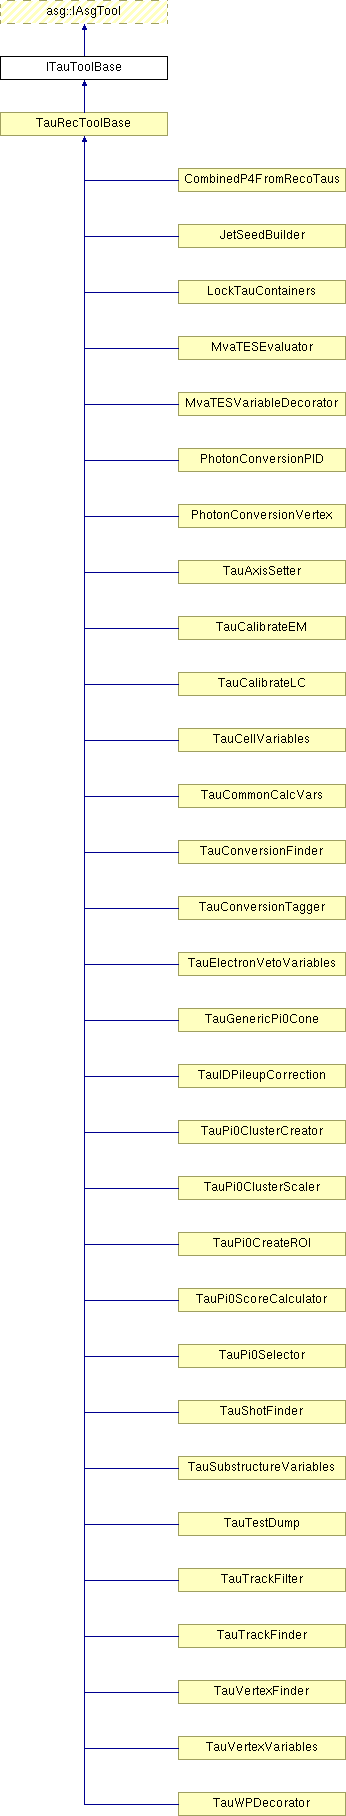 asg::IAsgTool
ITauToolBase
TauRecToolBase
CombinedP4FromRecoTaus
JetSeedBuilder
LockTauContainers
MvaTESEvaluator
MvaTESVariableDecorator
PhotonConversionPID
PhotonConversionVertex
TauAxisSetter
TauCalibrateEM
TauCalibrateLC
TauCellVariables
TauCommonCalcVars
TauConversionFinder
TauConversionTagger
TauElectronVetoVariables
TauGenericPi0Cone
TauIDPileupCorrection
TauPi0ClusterCreator
TauPi0ClusterScaler
TauPi0CreateROI
TauPi0ScoreCalculator
TauPi0Selector
TauShotFinder
TauSubstructureVariables
TauTestDump
TauTrackFilter
TauTrackFinder
TauVertexFinder
TauVertexVariables
TauWPDecorator